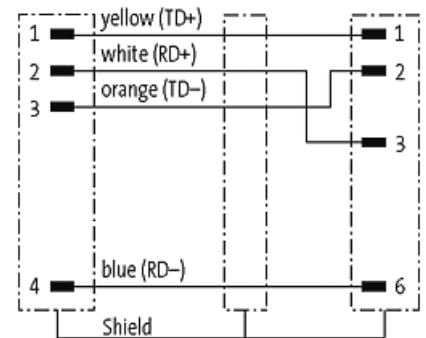 yellow (TD+)
1 1
white (RD+)
2 2
orange (TD–)
3
3
blue (RD–)
4 6
Shield